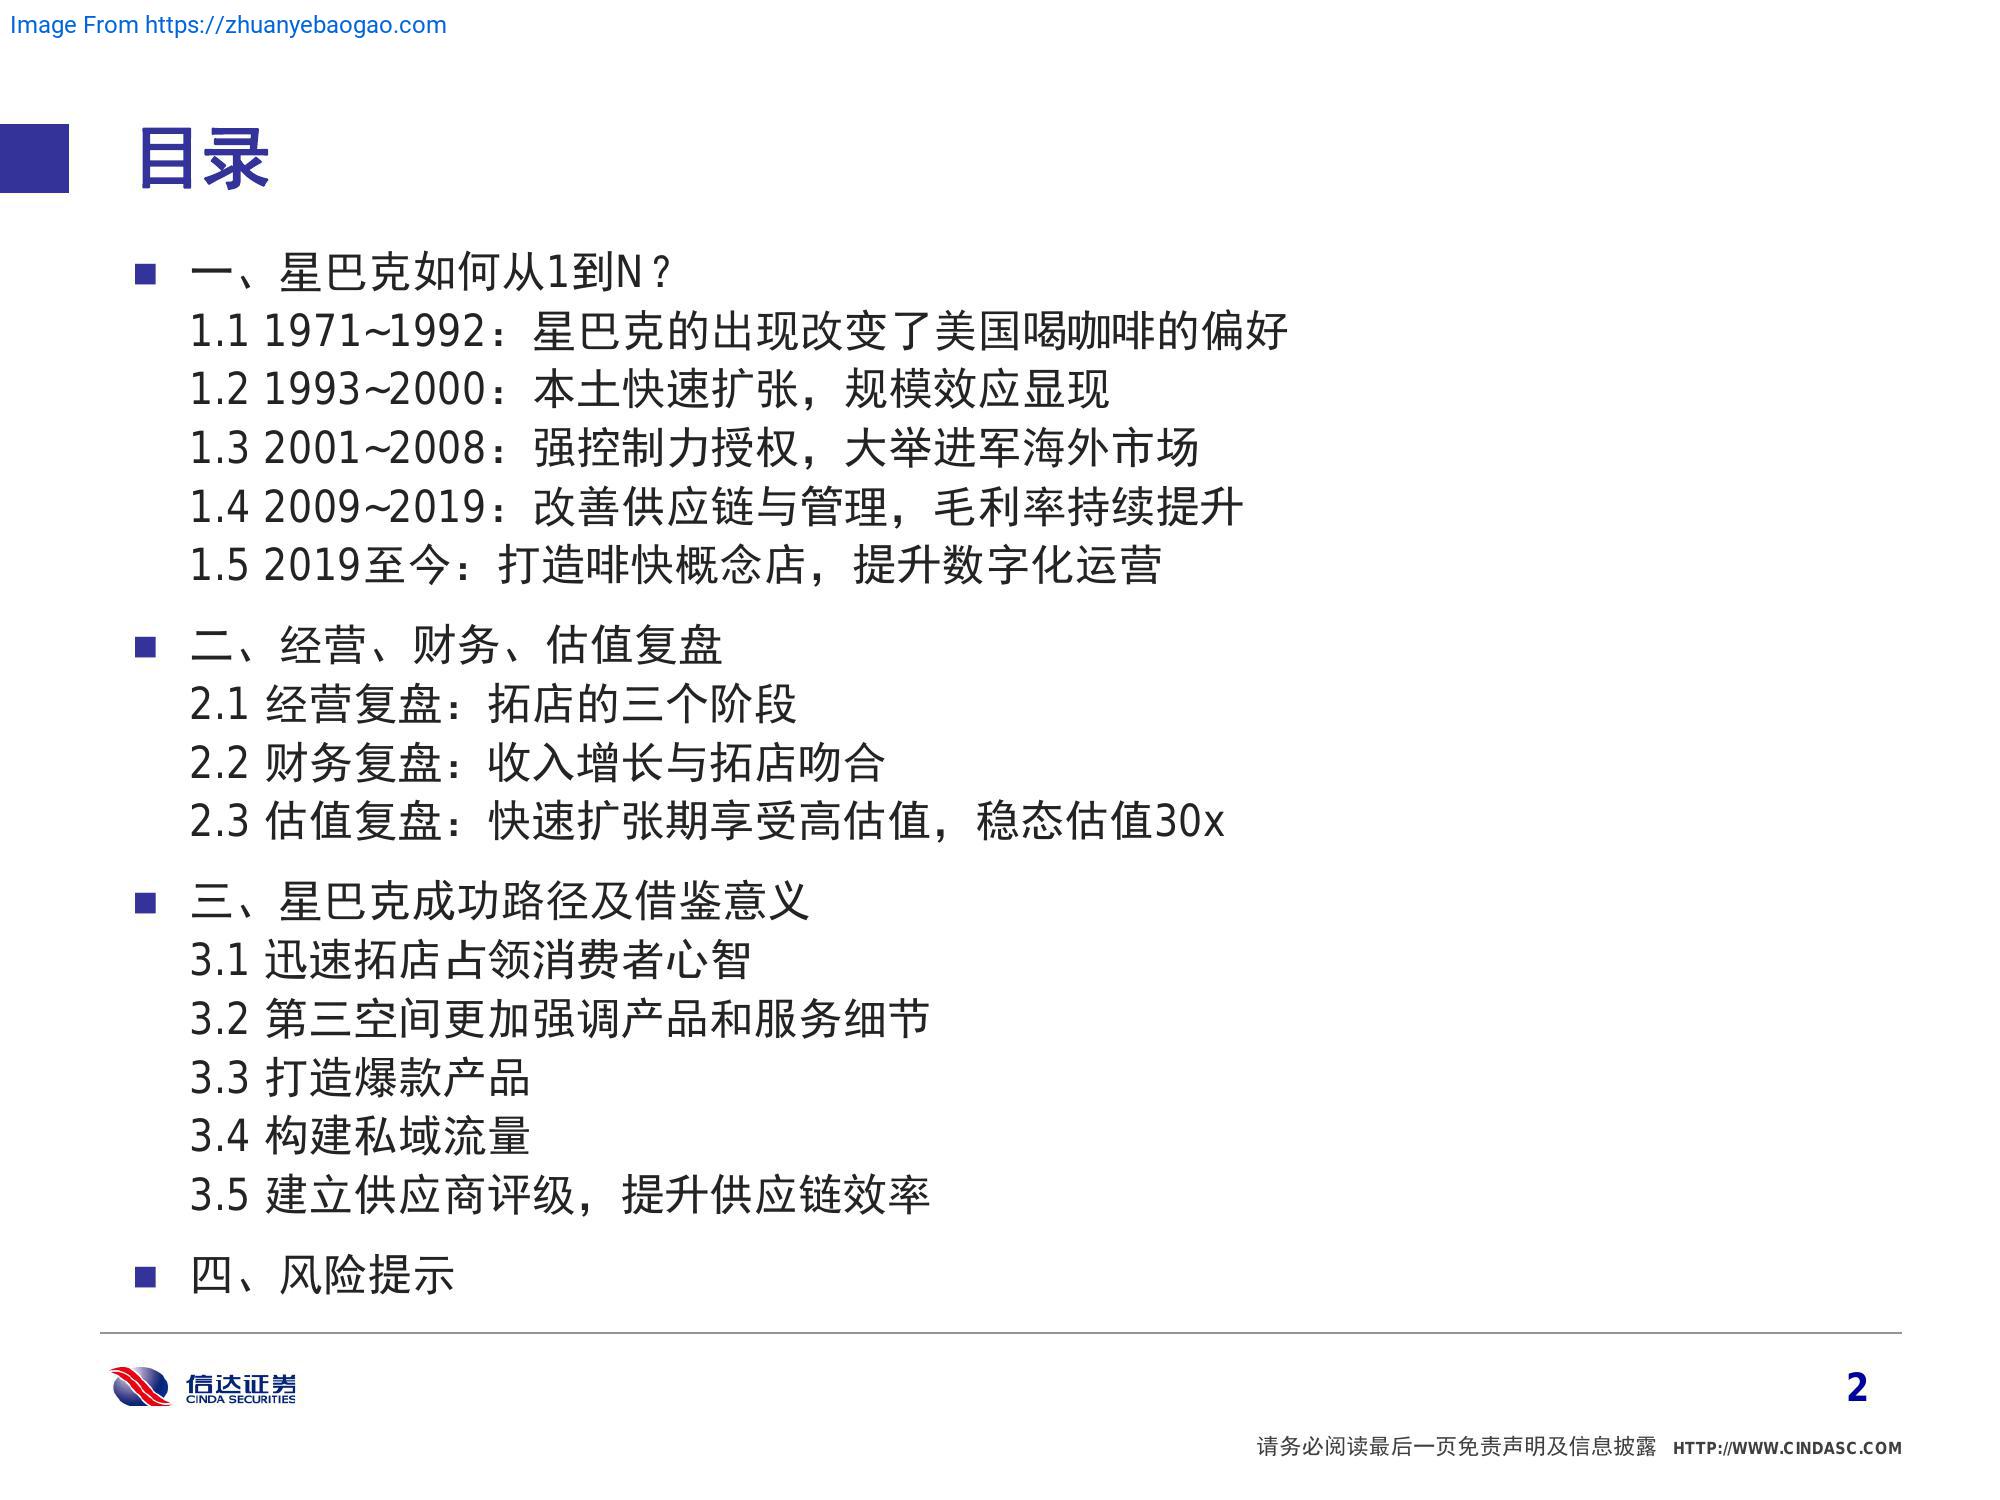 Image From https://zhuanyebaogao.com
目录
■ 一、星巴克如何从1到N？
1.1 1971~1992：星巴克的出现改变了美国喝咖啡的偏好
1.2 1993~2000：本土快速扩张，规模效应显现
1.3 2001~2008：强控制力授权，大举进军海外市场
1.4 2009~2019：改善供应链与管理，毛利率持续提升
1.5 2019至今：打造啡快概念店，提升数字化运营
■ 二、经营、财务、估值复盘
2.1 经营复盘：拓店的三个阶段
2.2 财务复盘：收入增长与拓店吻合
2.3 估值复盘：快速扩张期享受高估值，稳态估值30x
■ 三、星巴克成功路径及借鉴意义
3.1 迅速拓店占领消费者心智
3.2 第三空间更加强调产品和服务细节
3.3 打造爆款产品
3.4 构建私域流量
3.5 建立供应商评级，提升供应链效率
■ 四、风险提示
信达证券
CINDA SECURITIES
2
请务必阅读最后一页免责声明及信息披露 HTTP://WWW.CINDASC.COM